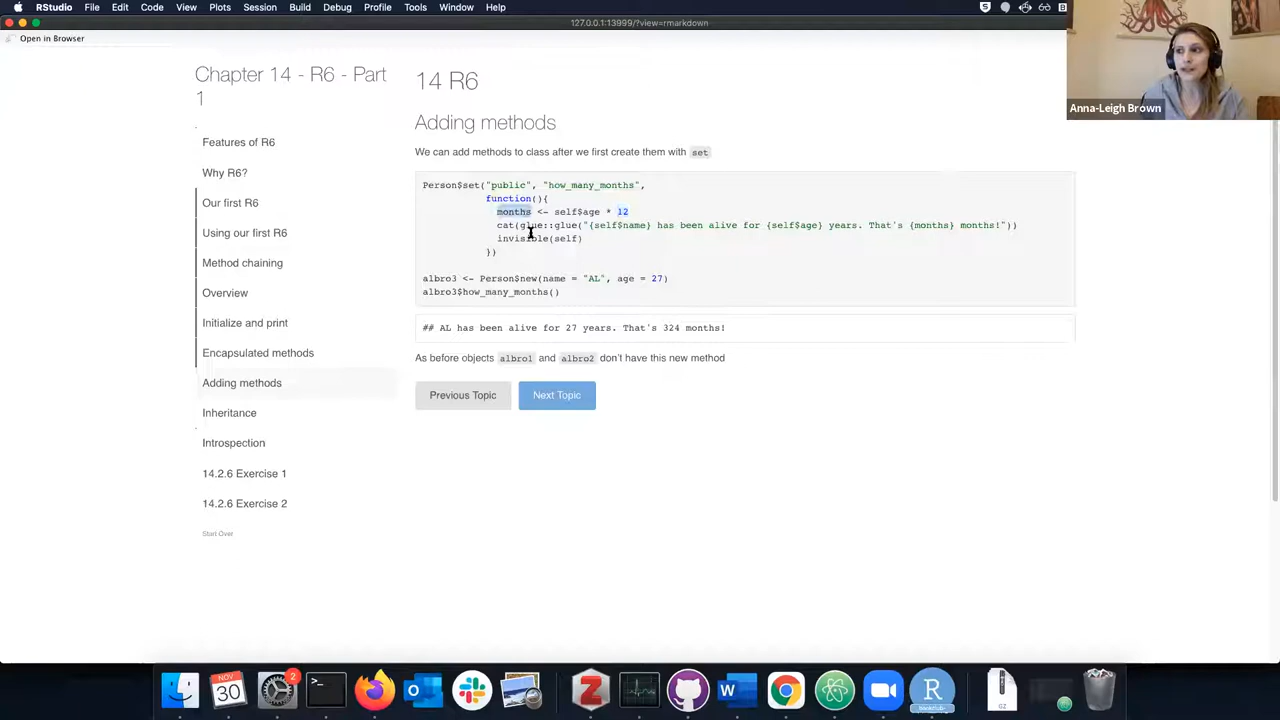 RStudio File Edit Code View Plots Session Build Debug Profile Tools Window Help
127.0.0.1:13999/?view=rmarkdown
Open in Browser
Anna-Leigh Brown
Chapter 14 - R6 - Part
1
Features of R6
Why R6?
Our first R6
Using our first R6
Method chaining
Overview
Initialize and print
Encapsulated methods
Adding methods
Inheritance
Introspection
14.2.6 Exercise 1
14.2.6 Exercise 2
Start Over
14 R6
Adding methods
We can add methods to class after we first create them with set
Person$set("public", "how_many_months",
function(){
months <- self$age * 12
cat(glue::glue("{self$name} has been alive for {self$age} years. That's {months} months!"))
invisible(self)
})
albro3 <- Person$new(name = "AL", age = 27)
albro3$how_many_months()
## AL has been alive for 27 years. That's 324 months!
As before objects albro1 and albro2 don't have this new method
Previous Topic
Next Topic
NOV
30
2
>_
O
Z
W
R
GZ